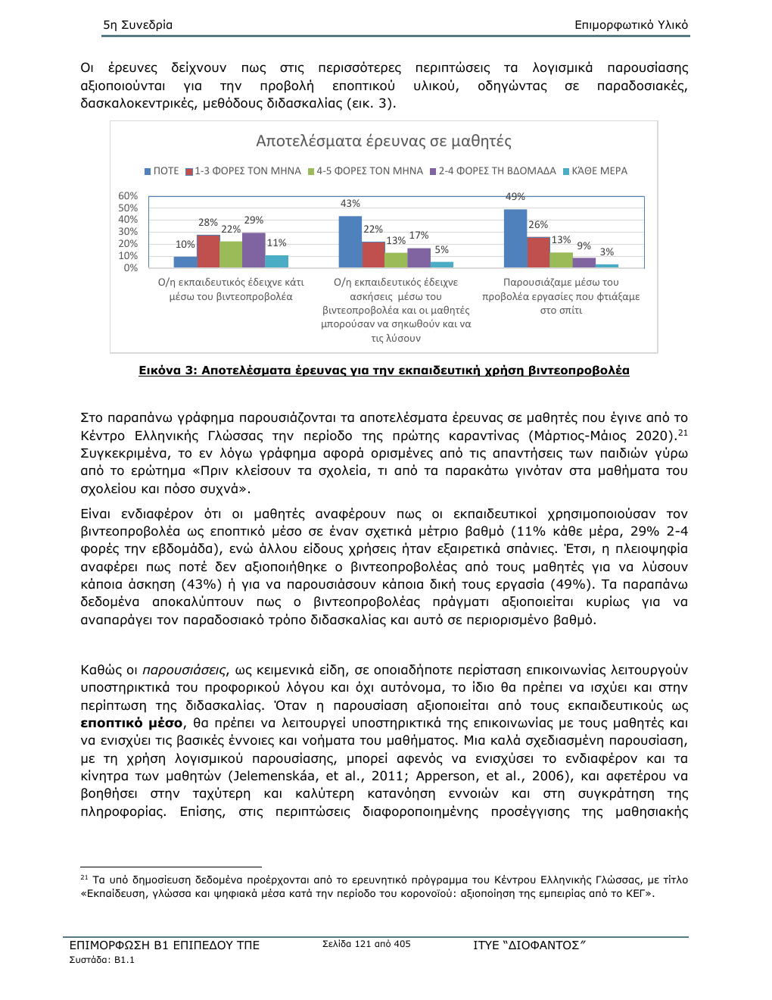 5η Συνεδρία Επιμορφωτικό Υλικό
Οι έρευνες δείχνουν πως στις περισσότερες περιπτώσεις τα λογισμικά παρουσίασης
αξιοποιούνται για την προβολή εποπτικού υλικού, οδηγώντας σε παραδοσιακές,
δασκαλοκεντρικές, μεθόδους διδασκαλίας (εικ. 3).
Αποτελέσματα έρευνας σε μαθητές
ΠΟΤΕ 1-3 ΦΟΡΕΣ ΤΟΝ ΜΗΝΑ 4-5 ΦΟΡΕΣ ΤΟΝ ΜΗΝΑ 2-4 ΦΟΡΕΣ ΤΗ ΒΔΟΜΑΔΑ ΚΆΘΕ ΜΕΡΑ
60%
50%
40%
30%
20%
10%
0%
10% 28% 22% 29% 11%
43% 22% 13% 17% 5%
49% 26% 13% 9% 3%
Ο/η εκπαιδευτικός έδειχνε κάτι
μέσω του βιντεοπροβολέα
Ο/η εκπαιδευτικός έδειχνε
ασκήσεις μέσω του
βιντεοπροβολέα και οι μαθητές
μπορούσαν να σηκωθούν και να
τις λύσουν
Παρουσιάζαμε μέσω του
προβολέα εργασίες που φτιάξαμε
στο σπίτι
Εικόνα 3: Αποτελέσματα έρευνας για την εκπαιδευτική χρήση βιντεοπροβολέα
Στο παραπάνω γράφημα παρουσιάζονται τα αποτελέσματα έρευνας σε μαθητές που έγινε από το
Κέντρο Ελληνικής Γλώσσας την περίοδο της πρώτης καραντίνας (Μάρτιος-Μάιος 2020).21
Συγκεκριμένα, το εν λόγω γράφημα αφορά ορισμένες από τις απαντήσεις των παιδιών γύρω
από το ερώτημα «Πριν κλείσουν τα σχολεία, τι από τα παρακάτω γινόταν στα μαθήματα του
σχολείου και πόσο συχνά».
Είναι ενδιαφέρον ότι οι μαθητές αναφέρουν πως οι εκπαιδευτικοί χρησιμοποιούσαν τον
βιντεοπροβολέα ως εποπτικό μέσο σε έναν σχετικά μέτριο βαθμό (11% κάθε μέρα, 29% 2-4
φορές την εβδομάδα), ενώ άλλου είδους χρήσεις ήταν εξαιρετικά σπάνιες. Έτσι, η πλειοψηφία
αναφέρει πως ποτέ δεν αξιοποιήθηκε ο βιντεοπροβολέας από τους μαθητές για να λύσουν
κάποια άσκηση (43%) ή για να παρουσιάσουν κάποια δική τους εργασία (49%). Τα παραπάνω
δεδομένα αποκαλύπτουν πως ο βιντεοπροβολέας πράγματι αξιοποιείται κυρίως για να
αναπαράγει τον παραδοσιακό τρόπο διδασκαλίας και αυτό σε περιορισμένο βαθμό.
Καθώς οι παρουσιάσεις, ως κειμενικά είδη, σε οποιαδήποτε περίσταση επικοινωνίας λειτουργούν
υποστηρικτικά του προφορικού λόγου και όχι αυτόνομα, το ίδιο θα πρέπει να ισχύει και στην
περίπτωση της διδασκαλίας. Όταν η παρουσίαση αξιοποιείται από τους εκπαιδευτικούς ως
εποπτικό μέσο, θα πρέπει να λειτουργεί υποστηρικτικά της επικοινωνίας με τους μαθητές και
να ενισχύει τις βασικές έννοιες και νοήματα του μαθήματος. Μια καλά σχεδιασμένη παρουσίαση,
με τη χρήση λογισμικού παρουσίασης, μπορεί αφενός να ενισχύσει το ενδιαφέρον και τα
κίνητρα των μαθητών (Jelemenskáa, et al., 2011; Apperson, et al., 2006), και αφετέρου να
βοηθήσει στην ταχύτερη και καλύτερη κατανόηση εννοιών και στη συγκράτηση της
πληροφορίας. Επίσης, στις περιπτώσεις διαφοροποιημένης προσέγγισης της μαθησιακής
21 Τα υπό δημοσίευση δεδομένα προέρχονται από το ερευνητικό πρόγραμμα του Κέντρου Ελληνικής Γλώσσας, με τίτλο
«Εκπαίδευση, γλώσσα και ψηφιακά μέσα κατά την περίοδο του κορονοϊού: αξιοποίηση της εμπειρίας από το ΚΕΓ».
ΕΠΙΜΟΡΦΩΣΗ Β1 ΕΠΙΠΕΔΟΥ ΤΠΕ Σελίδα 121 από 405 ΙΤΥΕ “ΔΙΟΦΑΝΤΟΣ”
Συστάδα: Β1.1